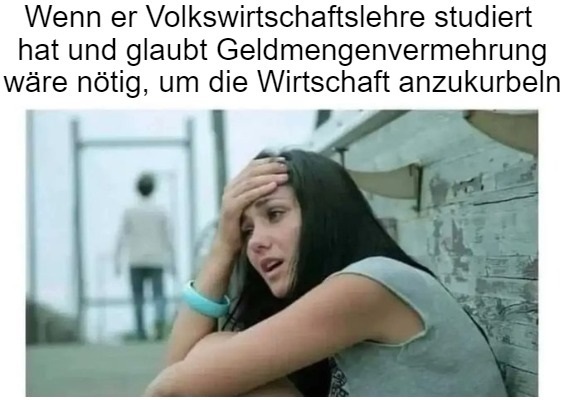 Wenn er Volkswirtschaftslehre studiert
hat und glaubt Geldmengenvermehrung
wäre nötig, um die Wirtschaft anzukurbeln